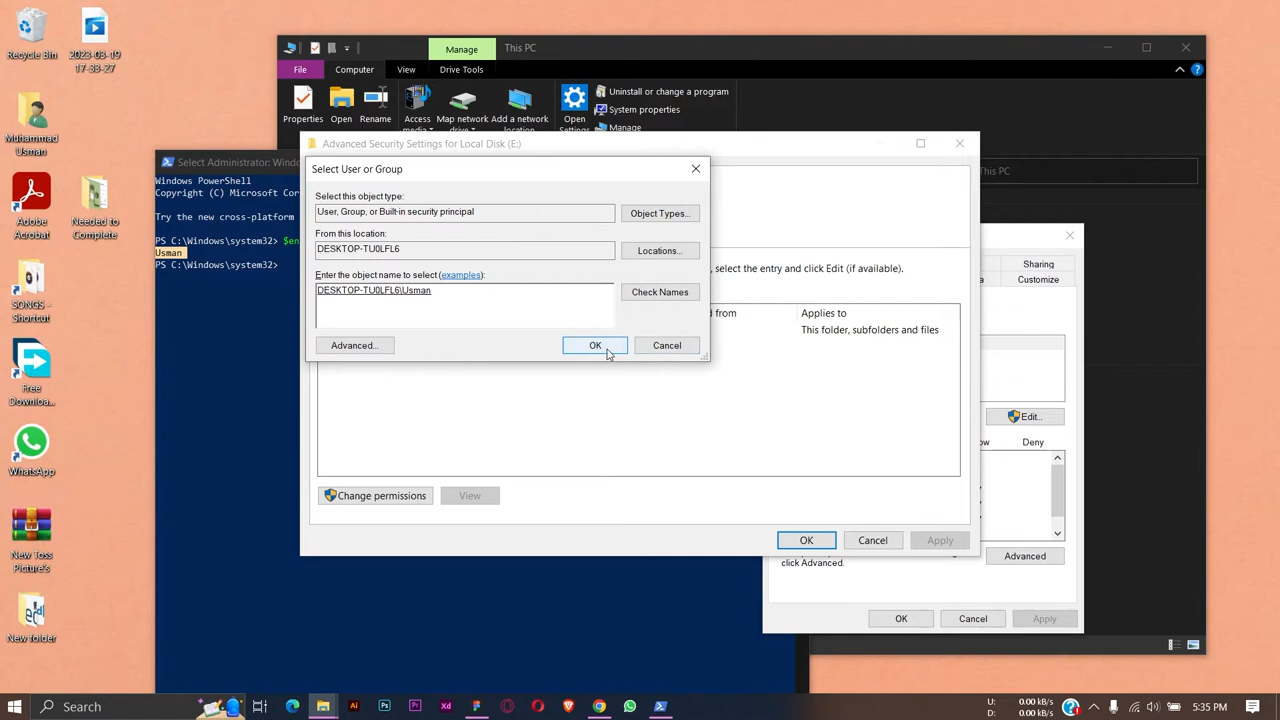 Recycle Bin
2023-03-19
17-33-27
Muhammad
Usman
Adobe
Acrobat
Needed to
Complete
SONGS -
Shortcut
Free
Downloa...
WhatsApp
New Toss
Picture's
New folder
Manage
This PC
File
Computer
View
Drive Tools
Properties
Open
Rename
Access
media
Map network
drive
Add a network
location
Open
Settings
Uninstall or change a program
System properties
Manage
This PC
Select Administrator: Windo
Windows PowerShell
Copyright (C) Microsoft Cor
Try the new cross-platform
PS C:\Windows\system32> $en
Usman
PS C:\Windows\system32>
Advanced Security Settings for Local Disk (E:)
, select the entry and click Edit (if available).
d from
Applies to
This folder, subfolders and files
Change permissions
View
OK
Cancel
Apply
Select User or Group
Select this object type:
User, Group, or Built-in security principal
Object Types...
From this location:
DESKTOP-TU0LFL6
Locations...
Enter the object name to select (examples):
DESKTOP-TU0LFL6\Usman
Check Names
Advanced...
OK
Cancel
Sharing
a
Customize
Edit...
ow
Deny
click Advanced.
Advanced
OK
Cancel
Apply
Search
Ai
Ps
Pr
Xd
U:
D:
0.00 kB/s
0.00 kB/s
5:35 PM